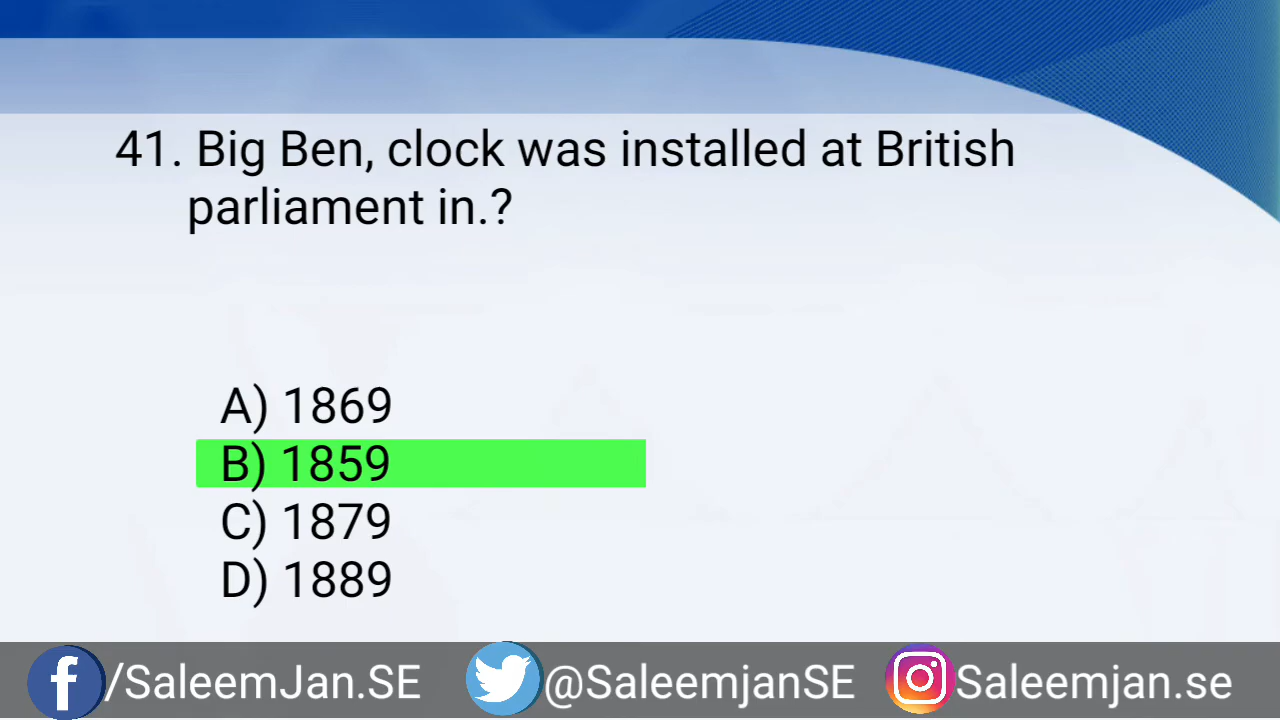 41. Big Ben, clock was installed at British
parliament in.?
A) 1869
B) 1859
C) 1879
D) 1889
/SaleemJan.SE @SaleemjanSE Saleemjan.se